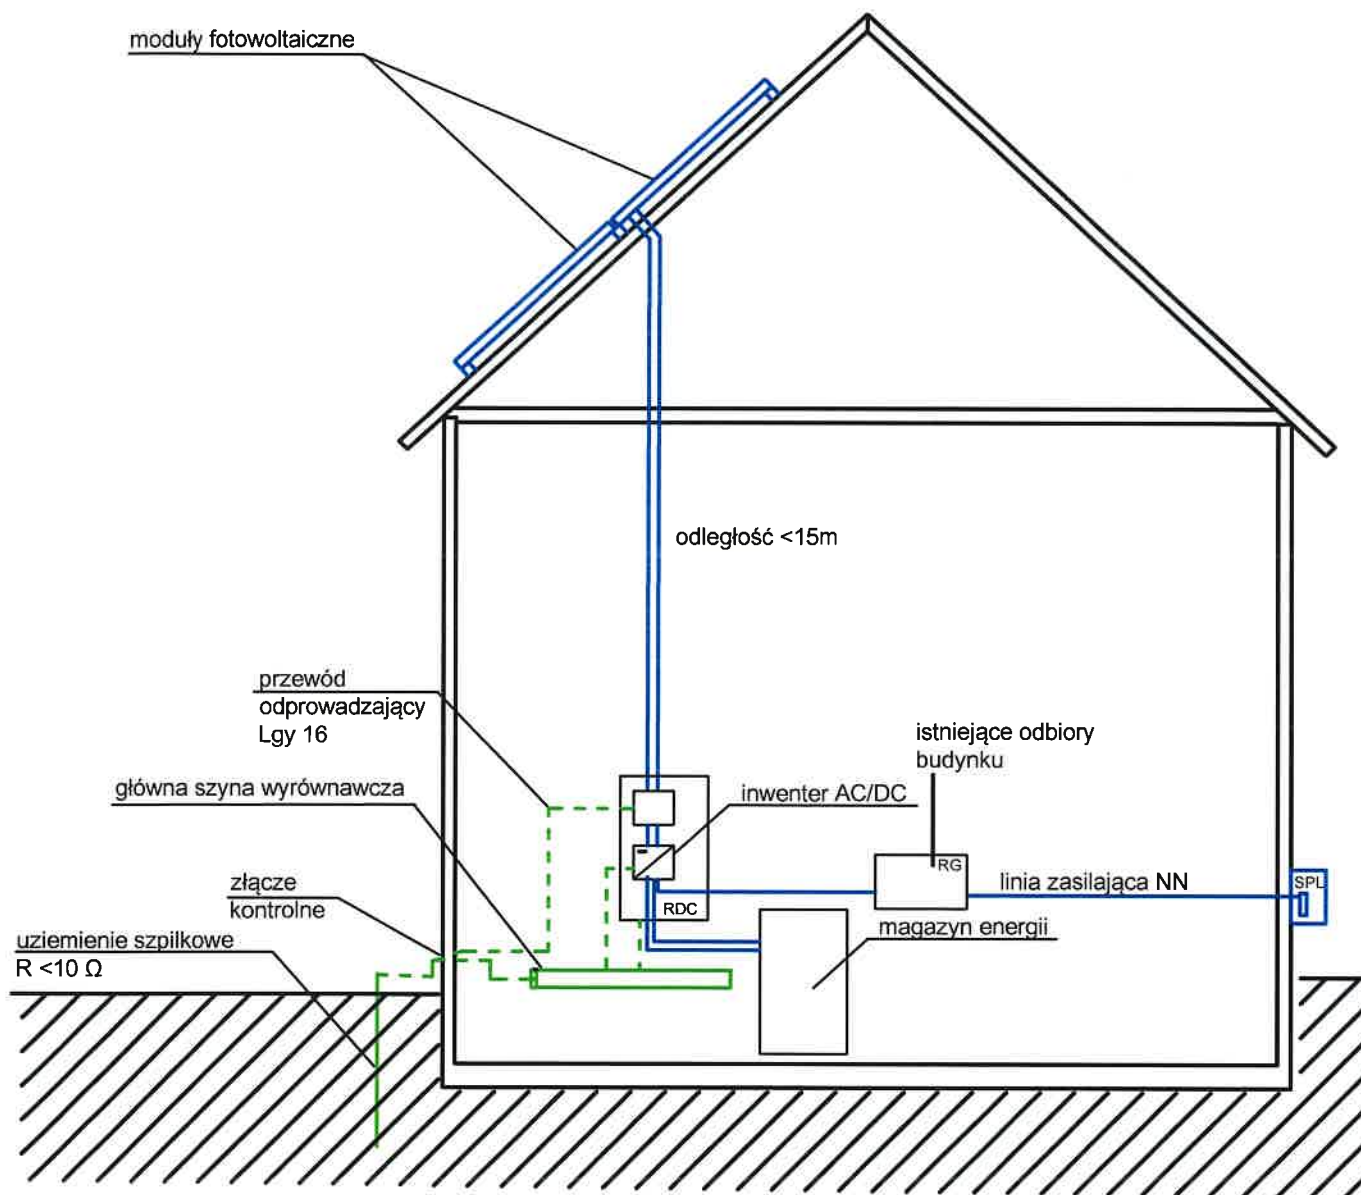 moduły fotowoltaiczne
odległość <15m
przewód
odprowadzający
Lgy 16
istniejące odbiory
budynku
główna szyna wyrównawcza
inwenter AC/DC
RG
złącze
kontrolne
linia zasilająca NN
SPL
RDC
magazyn energii
uziemienie szpilkowe
R <10 Ω